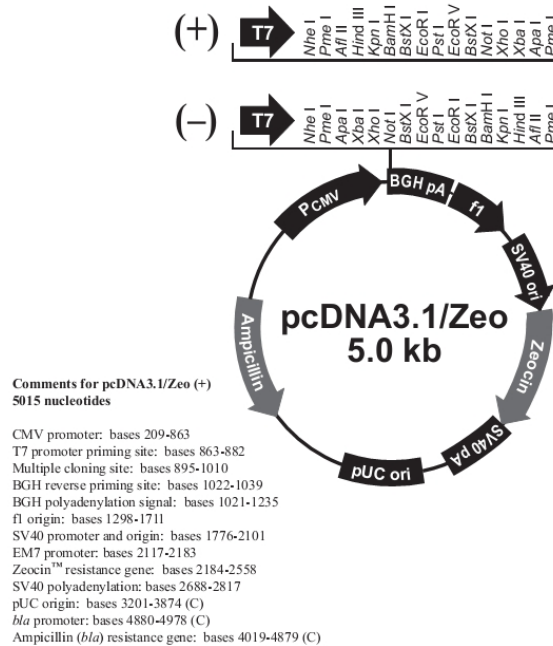 (+) T7 Nhe I Pme I Afl II Hind III Kpn I BamH I BstX I EcoR I Pst I EcoR V BstX I Not I Xho I Xba I Apa I Pme I
(–) T7 Nhe I Pme I Apa I Xba I Xho I Not I BstX I EcoR V Pst I EcoR I BstX I BamH I Kpn I Hind III Afl II Pme I
PCMV
BGH pA
f1
SV40 ori
Zeocin
SV40 pA
pUC ori
Ampicillin
pcDNA3.1/Zeo
5.0 kb
Comments for pcDNA3.1/Zeo (+)
5015 nucleotides
CMV promoter: bases 209-863
T7 promoter priming site: bases 863-882
Multiple cloning site: bases 895-1010
BGH reverse priming site: bases 1022-1039
BGH polyadenylation signal: bases 1021-1235
f1 origin: bases 1298-1711
SV40 promoter and origin: bases 1776-2101
EM7 promoter: bases 2117-2183
Zeocin™ resistance gene: bases 2184-2558
SV40 polyadenylation: bases 2688-2817
pUC origin: bases 3201-3874 (C)
bla promoter: bases 4880-4978 (C)
Ampicillin (bla) resistance gene: bases 4019-4879 (C)